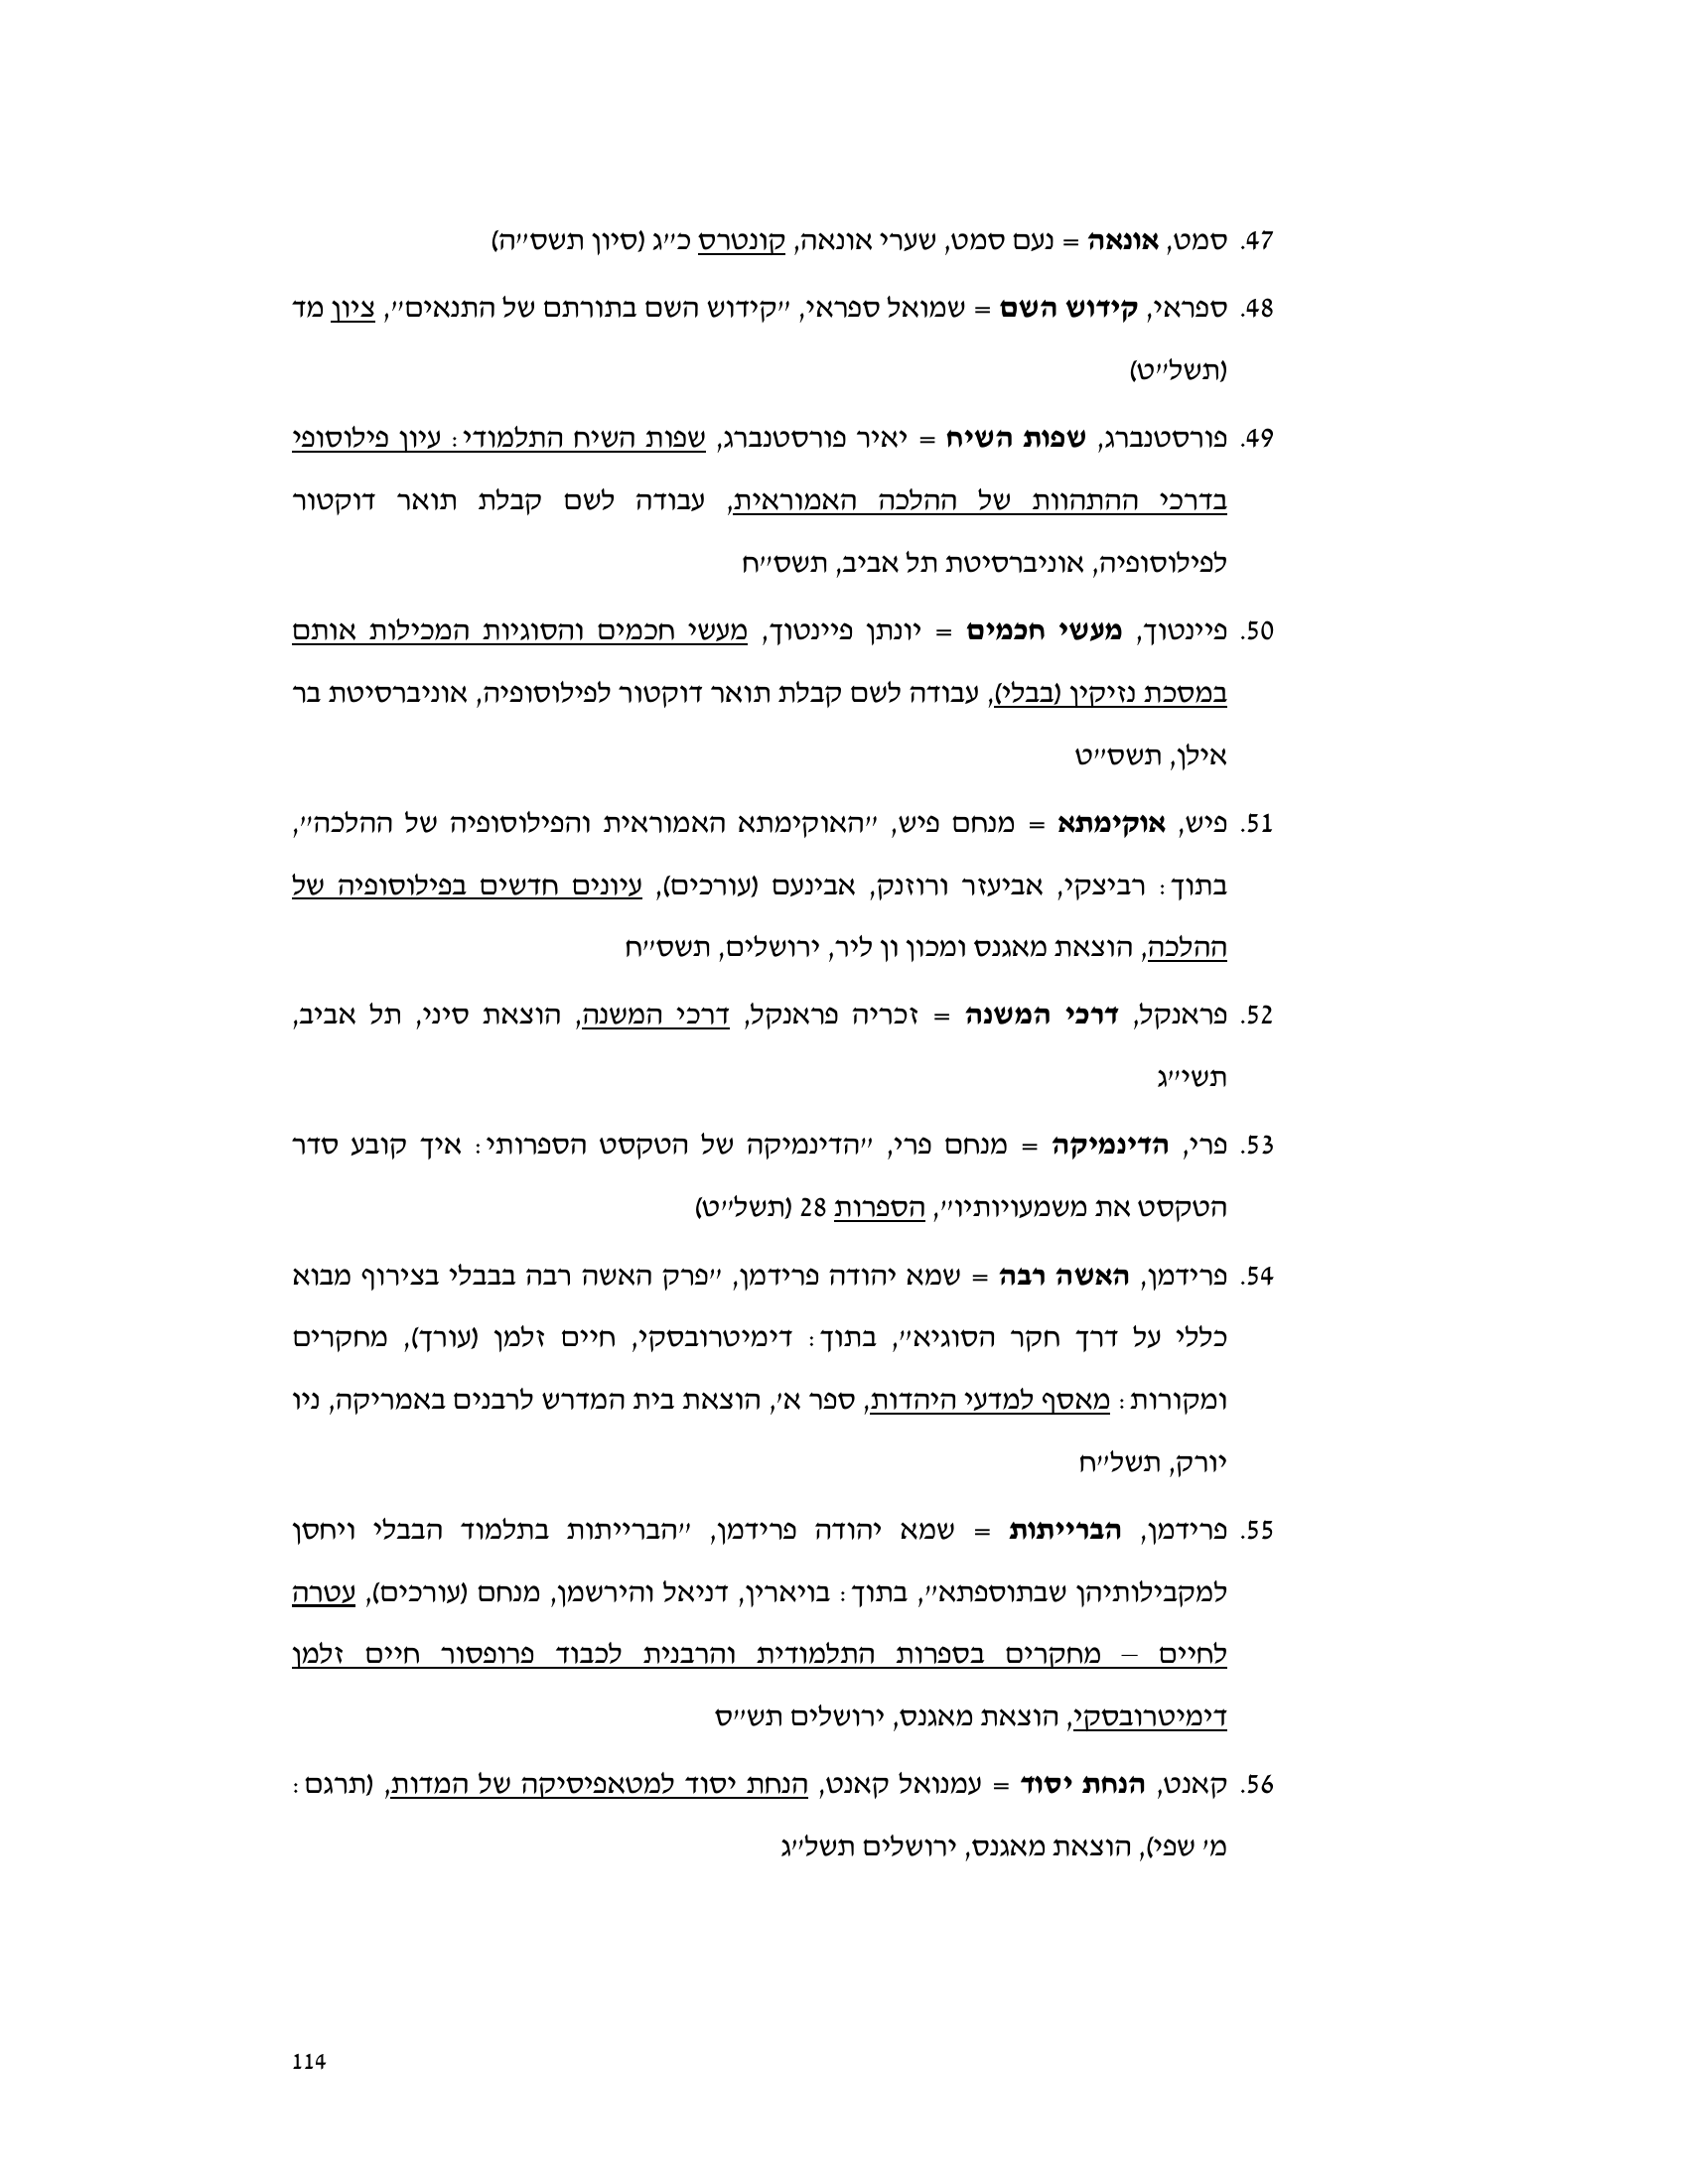 47. סמט, אונאה = נעם סמט, שערי אונאה, קונטרס כ״ג (סיון תשס״ה)
48. ספראי, קידוש השם = שמואל ספראי, ״קידוש השם בתורתם של התנאים״, ציון מד
(תשל״ט)
49. פורסטנברג, שפות השיח = יאיר פורסטנברג, שפות השיח התלמודי: עיון פילוסופי
בדרכי ההתהוות של ההלכה האמוראית, עבודה לשם קבלת תואר דוקטור
לפילוסופיה, אוניברסיטת תל אביב, תשס״ח
50. פיינטוך, מעשי חכמים = יונתן פיינטוך, מעשי חכמים והסוגיות המכילות אותם
במסכת נזיקין (בבלי), עבודה לשם קבלת תואר דוקטור לפילוסופיה, אוניברסיטת בר
אילן, תשס״ט
51. פיש, אוקימתא = מנחם פיש, ״האוקימתא האמוראית והפילוסופיה של ההלכה״,
בתוך: רביצקי, אביעזר ורוזנק, אבינעם (עורכים), עיונים חדשים בפילוסופיה של
ההלכה, הוצאת מאגנס ומכון ון ליר, ירושלים, תשס״ח
52. פראנקל, דרכי המשנה = זכריה פראנקל, דרכי המשנה, הוצאת סיני, תל אביב,
תשי״ג
53. פרי, הדינמיקה = מנחם פרי, ״הדינמיקה של הטקסט הספרותי: איך קובע סדר
הטקסט את משמעויותיו״, הספרות 28 (תשל״ט)
54. פרידמן, האשה רבה = שמא יהודה פרידמן, ״פרק האשה רבה בבבלי בצירוף מבוא
כללי על דרך חקר הסוגיא״, בתוך: דימיטרובסקי, חיים זלמן (עורך), מחקרים
ומקורות: מאסף למדעי היהדות, ספר א׳, הוצאת בית המדרש לרבנים באמריקה, ניו
יורק, תשל״ח
55. פרידמן, הברייתות = שמא יהודה פרידמן, ״הברייתות בתלמוד הבבלי ויחסן
למקבילותיהן שבתוספתא״, בתוך: בויארין, דניאל והירשמן, מנחם (עורכים), עטרה
לחיים – מחקרים בספרות התלמודית והרבנית לכבוד פרופסור חיים זלמן
דימיטרובסקי, הוצאת מאגנס, ירושלים תש״ס
56. קאנט, הנחת יסוד = עמנואל קאנט, הנחת יסוד למטאפיסיקה של המדות, (תרגם:
מ׳ שפי), הוצאת מאגנס, ירושלים תשל״ג
114